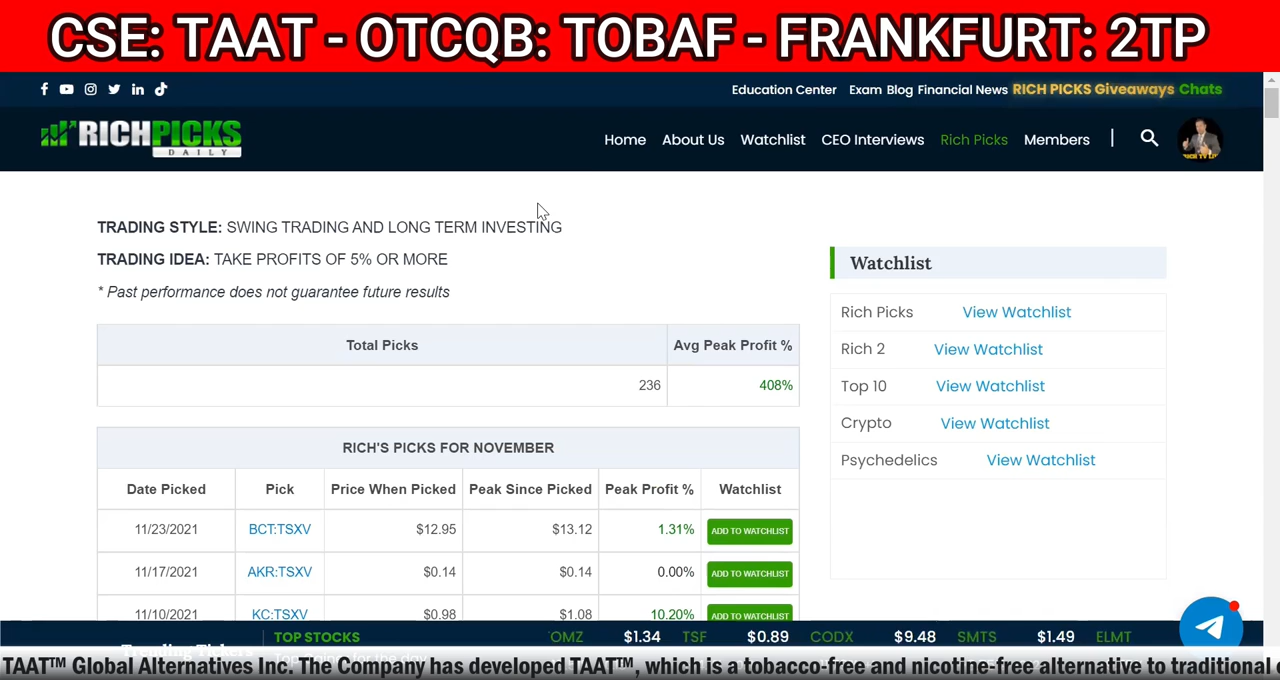 CSE: TAAT - OTCQB: TOBAF - FRANKFURT: 2TP
Education Center Exam Blog Financial News RICH PICKS Giveaways Chats
RICHPICKS
DAILY
Home About Us Watchlist CEO Interviews Rich Picks Members |
TRADING STYLE: SWING TRADING AND LONG TERM INVESTING
TRADING IDEA: TAKE PROFITS OF 5% OR MORE
* Past performance does not guarantee future results
Total Picks Avg Peak Profit %
236 408%
RICH'S PICKS FOR NOVEMBER
Date Picked Pick Price When Picked Peak Since Picked Peak Profit % Watchlist
11/23/2021 BCT:TSXV $12.95 $13.12 1.31% ADD TO WATCHLIST
11/17/2021 AKR:TSXV $0.14 $0.14 0.00% ADD TO WATCHLIST
11/10/2021 KC:TSXV $0.98 $1.08 10.20% ADD TO WATCHLIST
Watchlist
Rich Picks View Watchlist
Rich 2 View Watchlist
Top 10 View Watchlist
Crypto View Watchlist
Psychedelics View Watchlist
Trending Tickers
TOP STOCKS
OMZ $1.34 TSF $0.89 CODX $9.48 SMTS $1.49 ELMT
TAAT™ Global Alternatives Inc. The Company has developed TAAT™, which is a tobacco-free and nicotine-free alternative to traditional